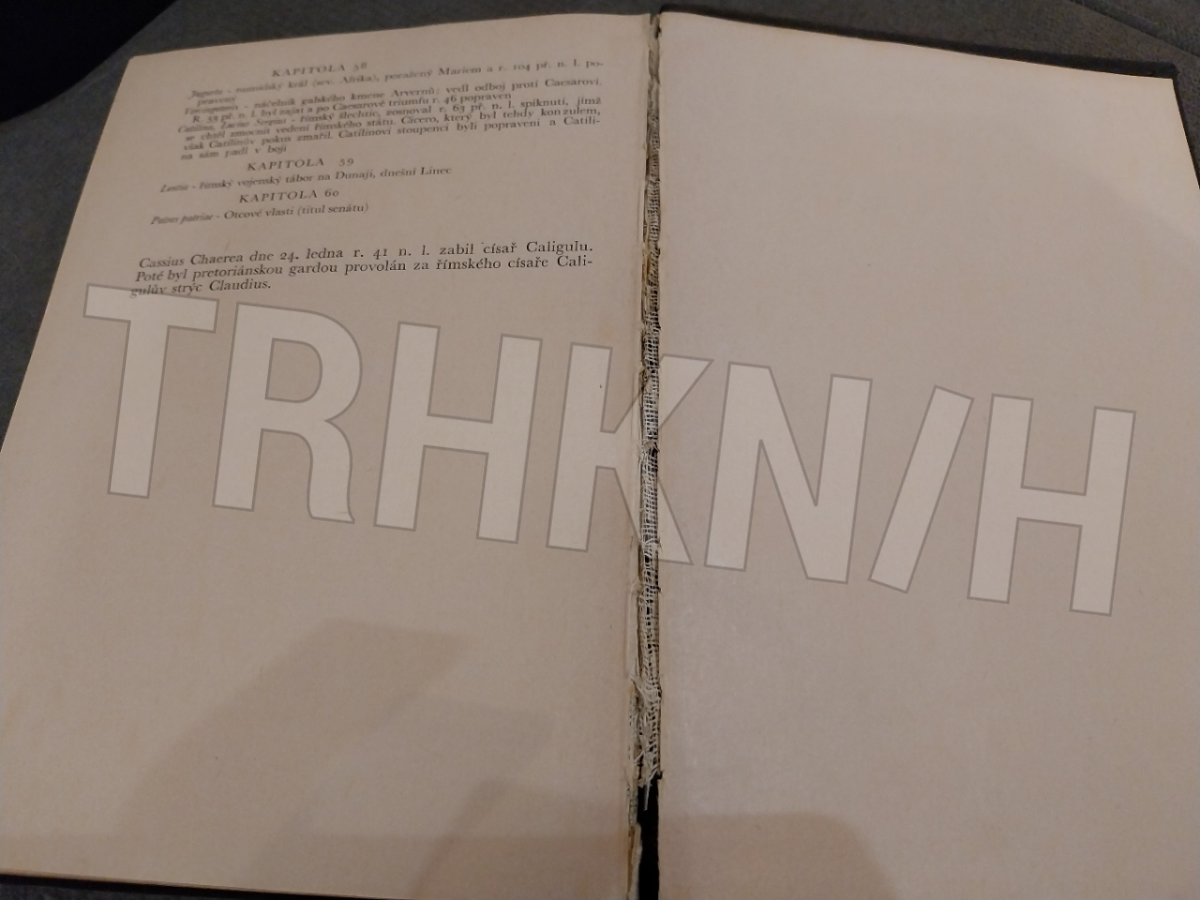 KAPITOLA 58
Jugurta - numidský král (sev. Afrika), poražený Mariem a r. 104 př. n. l. po-
pravený
Vercingetorix - náčelník galského kmene Arvernů; vedl odboj proti Caesarovi.
R. 55 př. n. l. byl zajat a po Caesarově triumfu r. 46 popraven
Catilina, Lucius Sergius - římský šlechtic, zosnoval r. 63 př. n. l. spiknutí, jímž
se chtěl zmocnit vedení římského státu. Cicero, který byl tehdy konzulem,
však Catilinův pokus zmařil. Catilinovi stoupenci byli popraveni a Catili-
na sám padl v boji
KAPITOLA 59
Lentia - římský vojenský tábor na Dunaji, dnešní Linec
KAPITOLA 60
Patres patriae - Otcové vlasti (titul senátu)
Cassius Chaerea dne 24. ledna r. 41 n. l. zabil císař Caligulu.
Poté byl pretoriánskou gardou provolán za římského císaře Cali-
gulův strýc Claudius.
TRHKN/H